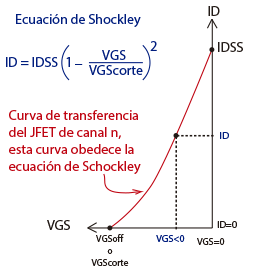 Ecuación de Shockley
ID
ID = IDSS (1 - VGS / VGScorte)^2
IDSS
Curva de transferencia
del JFET de canal n,
esta curva obedece la
ecuación de Schockley
ID
VGS
ID=0
VGSoff
o
VGScorte
VGS<0
VGS=0